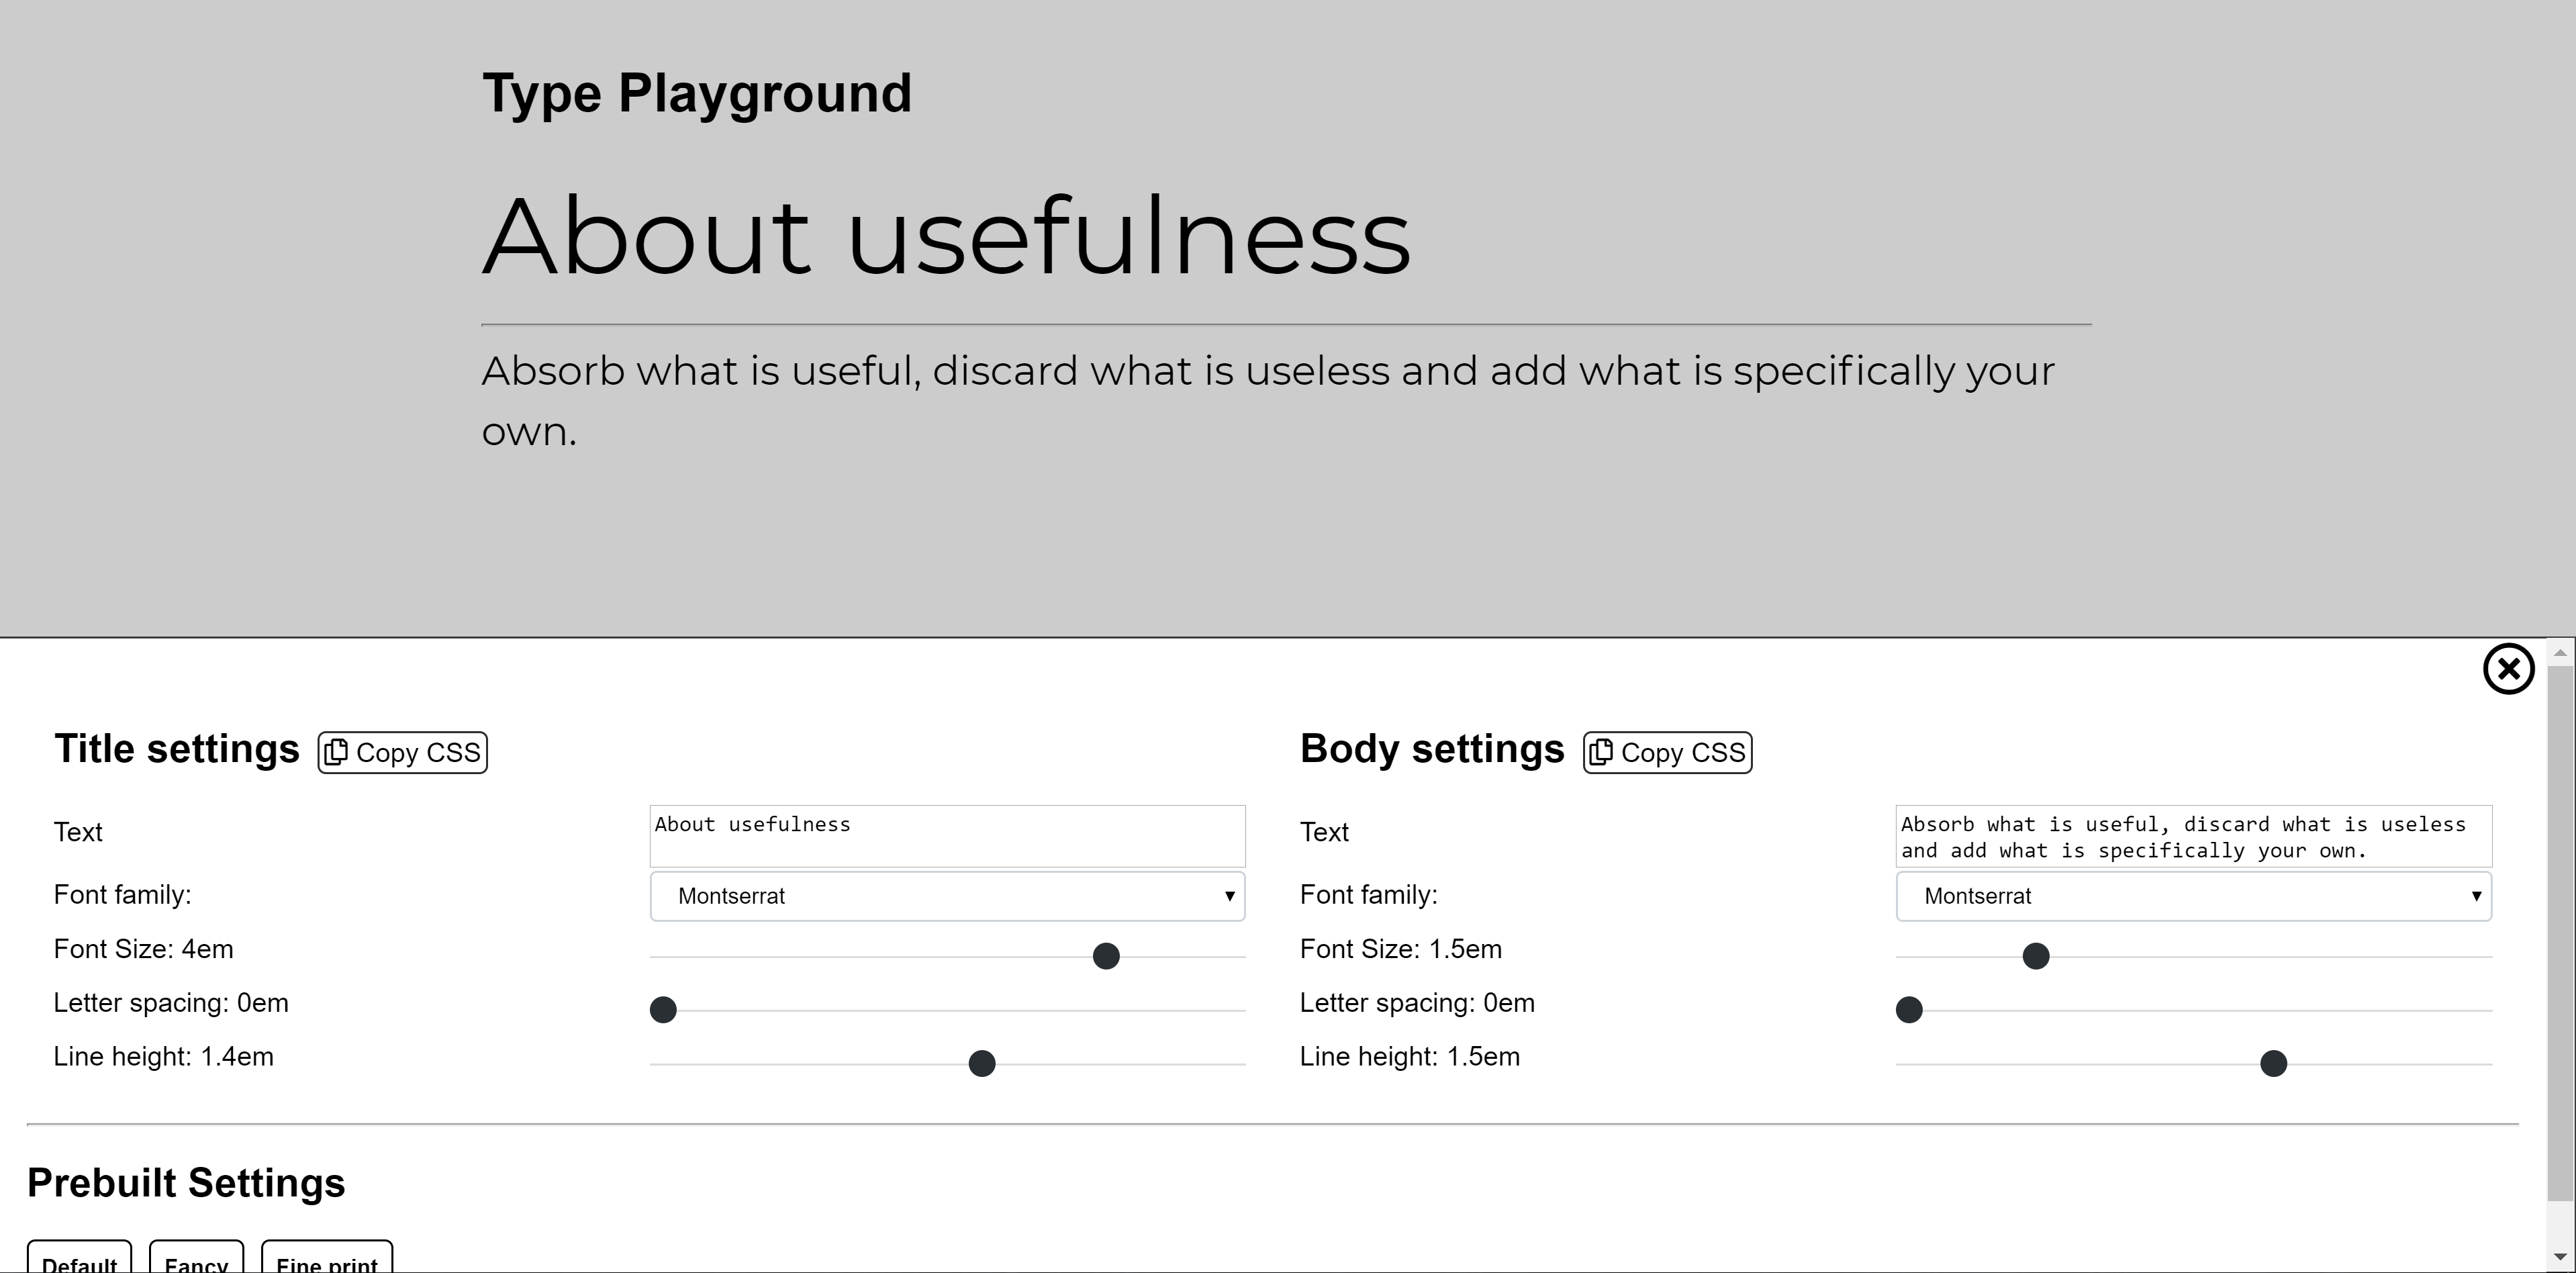 Type Playground
About usefulness
Absorb what is useful, discard what is useless and add what is specifically your
own.
Title settings
Copy CSS
Text
About usefulness
Font family:
Montserrat
Font Size: 4em
Letter spacing: 0em
Line height: 1.4em
Body settings
Copy CSS
Text
Absorb what is useful, discard what is useless
and add what is specifically your own.
Font family:
Montserrat
Font Size: 1.5em
Letter spacing: 0em
Line height: 1.5em
Prebuilt Settings
Default
Fancy
Fine print